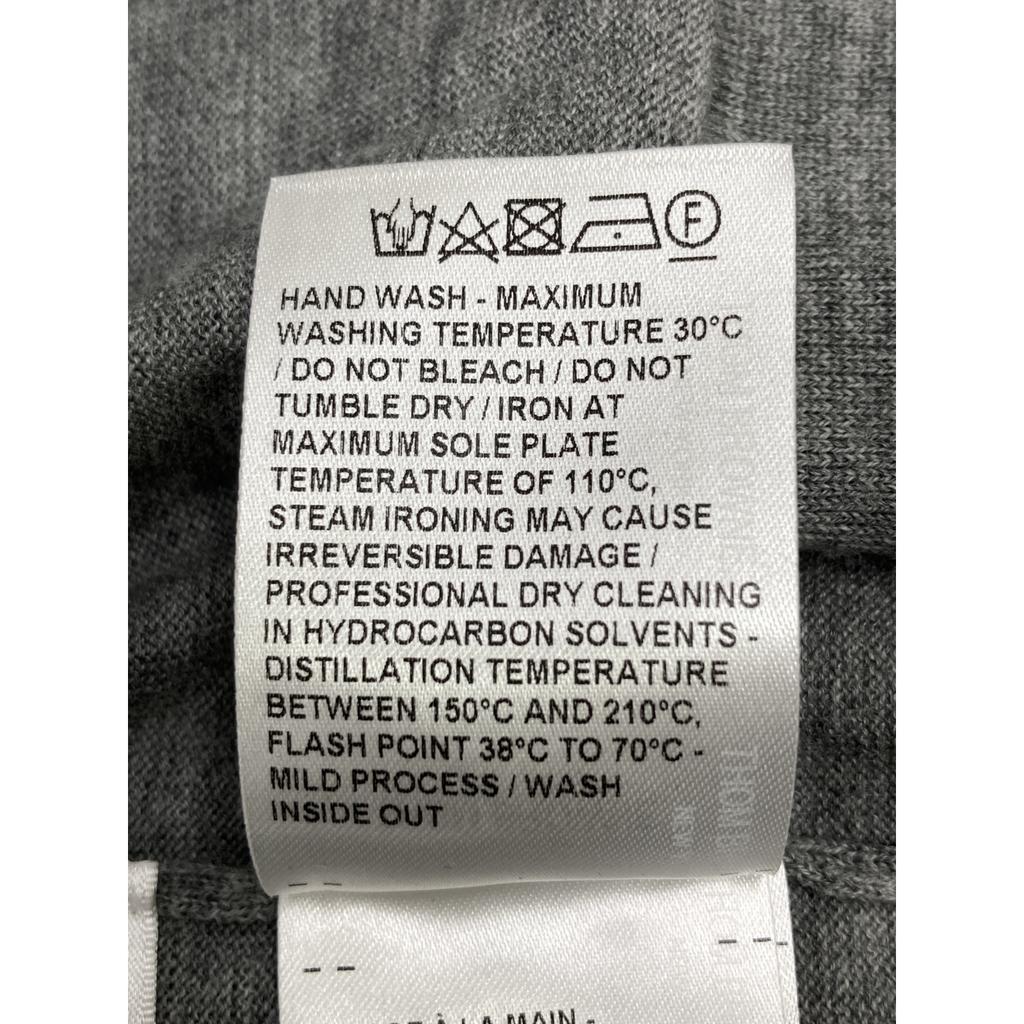 F
HAND WASH - MAXIMUM
WASHING TEMPERATURE 30°C
/ DO NOT BLEACH / DO NOT
TUMBLE DRY / IRON AT
MAXIMUM SOLE PLATE
TEMPERATURE OF 110°C,
STEAM IRONING MAY CAUSE
IRREVERSIBLE DAMAGE /
PROFESSIONAL DRY CLEANING
IN HYDROCARBON SOLVENTS -
DISTILLATION TEMPERATURE
BETWEEN 150°C AND 210°C,
FLASH POINT 38°C TO 70°C -
MILD PROCESS / WASH
INSIDE OUT
À LA MAIN -